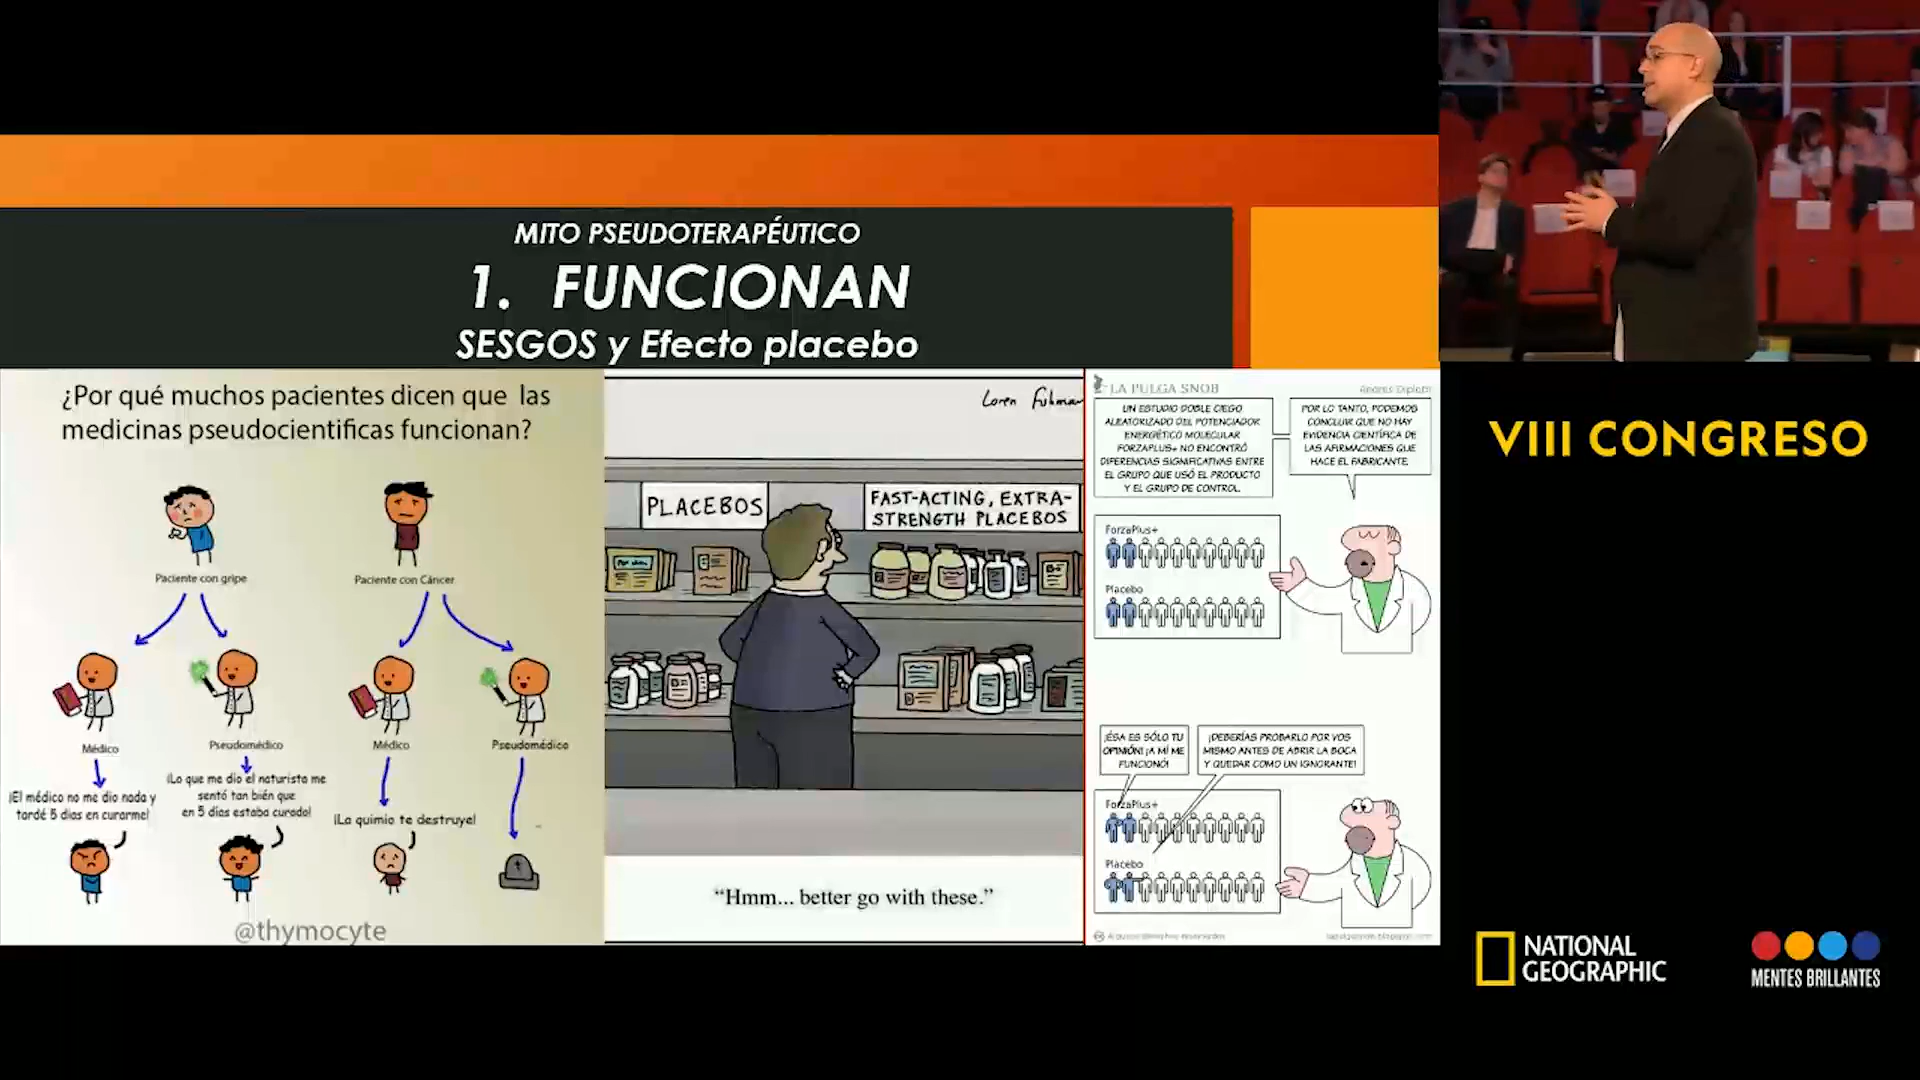 MITO PSEUDOTERAPÉUTICO
1. FUNCIONAN
SESGOS y Efecto placebo
¿Por qué muchos pacientes dicen que las
medicinas pseudocientificas funcionan?
Paciente con gripe
Paciente con Cáncer
Médico
Pseudomédico
Médico
Pseudomédico
¡El médico no me dio nada y
tardé 5 dias en curarme!
¡Lo que me dio el naturista me
sentó tan bién que
en 5 días estaba curado!
¡La quimio te destruye!
@thymocyte
Loren
PLACEBOS
FAST-ACTING, EXTRA-
STRENGTH PLACEBOS
“Hmm... better go with these.”
LA PULGA SNOB
UN ESTUDIO DOBLE CIEGO
ALEATORIZADO DEL POTENCIADOR
ENERGÉTICO MOLECULAR
FORZAPLUS+ NO ENCONTRÓ
DIFERENCIAS SIGNIFICATIVAS ENTRE
EL GRUPO QUE USÓ EL PRODUCTO
Y EL GRUPO DE CONTROL.
POR LO TANTO, PODEMOS
CONCLUIR QUE NO HAY
EVIDENCIA CIENTÍFICA DE
LAS AFIRMACIONES QUE
HACE EL FABRICANTE.
ForzaPlus+
Placebo
¡ÉSA ES SÓLO TU
OPINIÓN! ¡A MÍ ME
FUNCIONÓ!
¡DEBERÍAS PROBARLO POR VOS
MISMO ANTES DE ABRIR LA BOCA
Y QUEDAR COMO UN IGNORANTE!
ForzaPlus+
Placebo
VIII CONGRESO
NATIONAL
GEOGRAPHIC
MENTES BRILLANTES